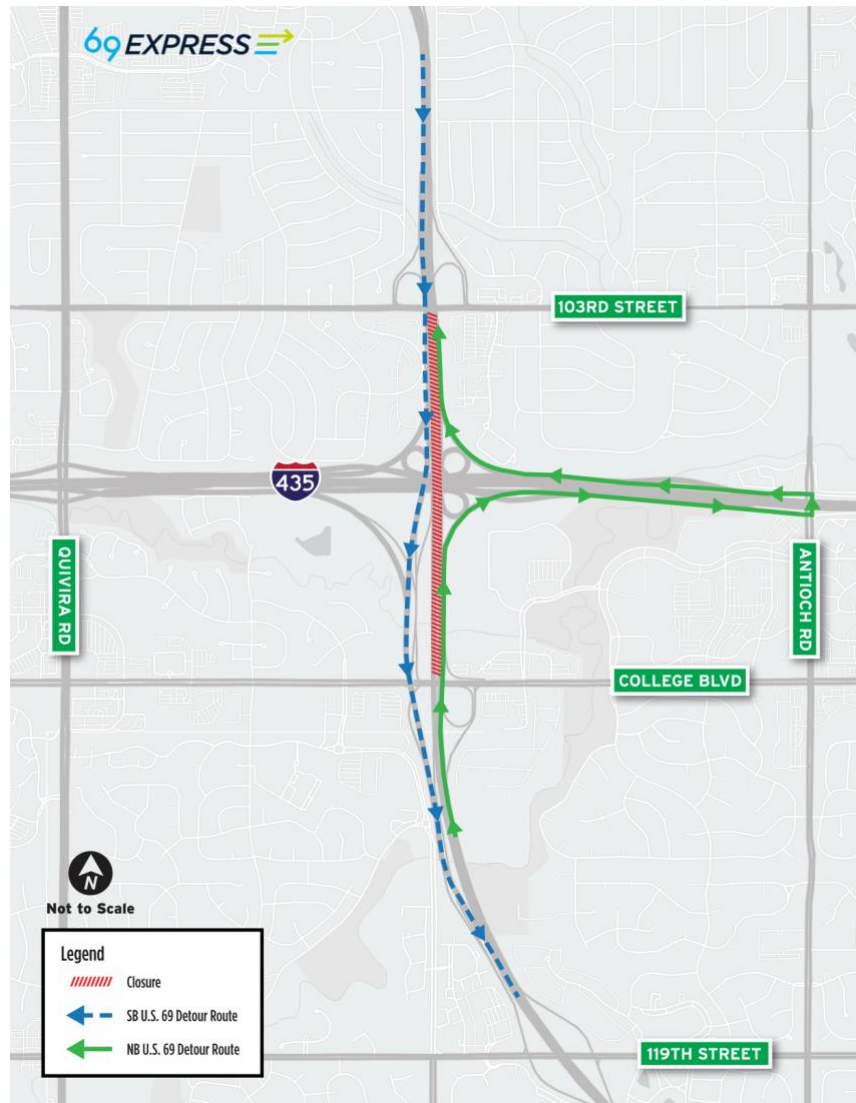 69 EXPRESS
103RD STREET
435
QUIVIRA RD
ANTIOCH RD
COLLEGE BLVD
N
Not to Scale
Legend
Closure
SB U.S. 69 Detour Route
NB U.S. 69 Detour Route
119TH STREET